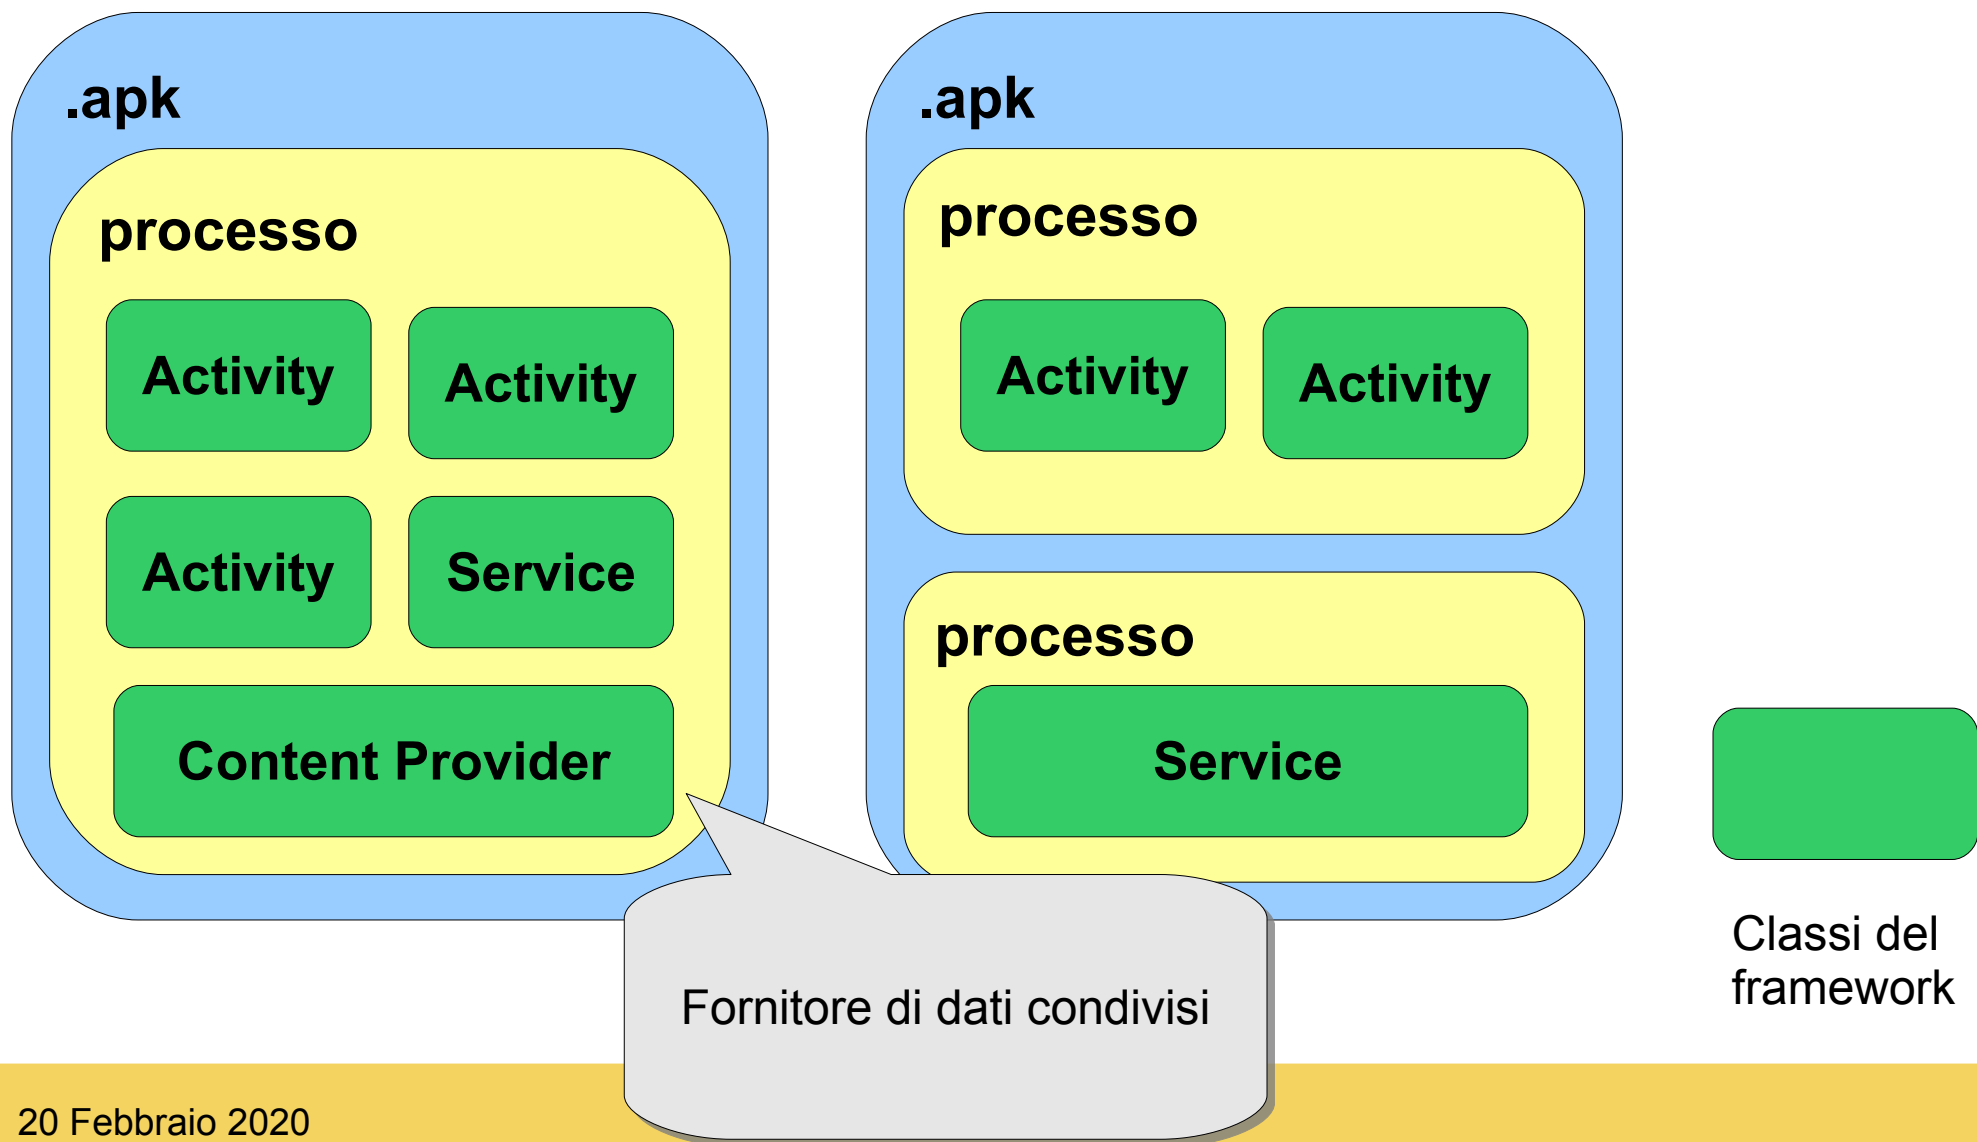 .apk
processo
Activity
Activity
Activity
Service
Content Provider
.apk
processo
Activity
Activity
processo
Service
Fornitore di dati condivisi
Classi del
framework
20 Febbraio 2020